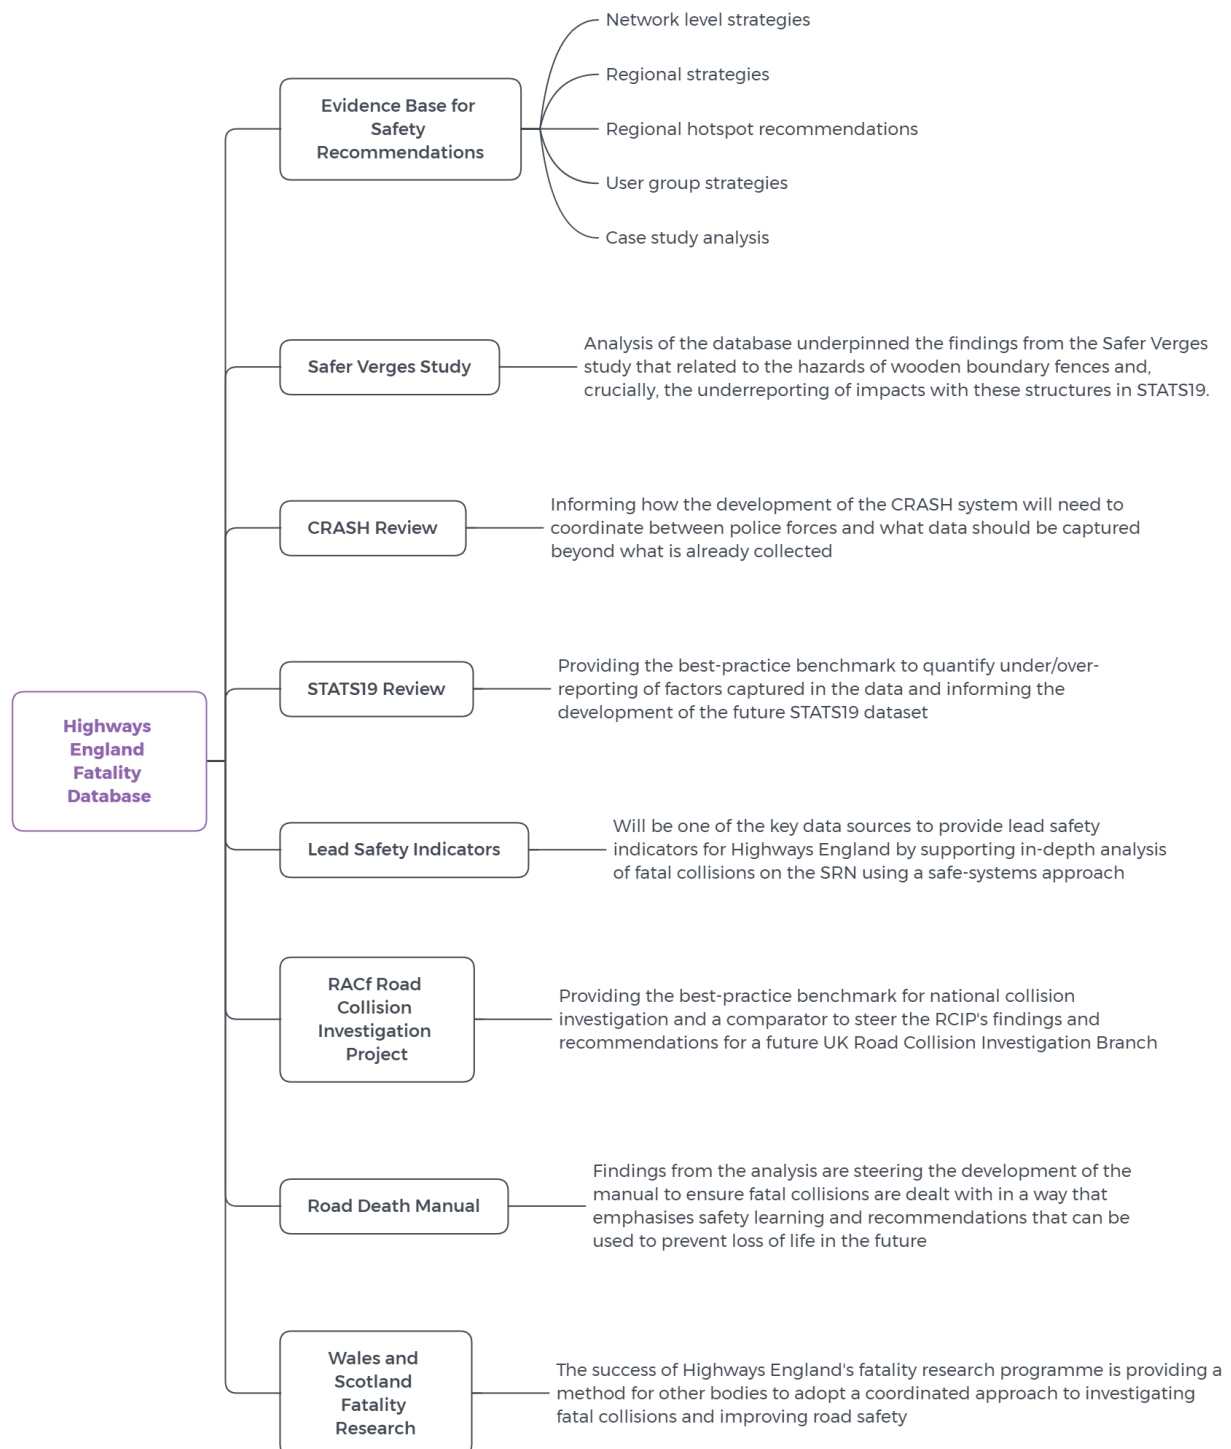 Network level strategies
Regional strategies
Evidence Base for
Safety
Recommendations
Regional hotspot recommendations
User group strategies
Case study analysis
Safer Verges Study
Analysis of the database underpinned the findings from the Safer Verges
study that related to the hazards of wooden boundary fences and,
crucially, the underreporting of impacts with these structures in STATS19.
CRASH Review
Informing how the development of the CRASH system will need to
coordinate between police forces and what data should be captured
beyond what is already collected
STATS19 Review
Providing the best-practice benchmark to quantify under/over-
reporting of factors captured in the data and informing the
development of the future STATS19 dataset
Highways
England
Fatality
Database
Lead Safety Indicators
Will be one of the key data sources to provide lead safety
indicators for Highways England by supporting in-depth analysis
of fatal collisions on the SRN using a safe-systems approach
RACf Road
Collision
Investigation
Project
Providing the best-practice benchmark for national collision
investigation and a comparator to steer the RCIP's findings and
recommendations for a future UK Road Collision Investigation Branch
Road Death Manual
Findings from the analysis are steering the development of the
manual to ensure fatal collisions are dealt with in a way that
emphasises safety learning and recommendations that can be
used to prevent loss of life in the future
Wales and
Scotland
Fatality
Research
The success of Highways England's fatality research programme is providing a
method for other bodies to adopt a coordinated approach to investigating
fatal collisions and improving road safety